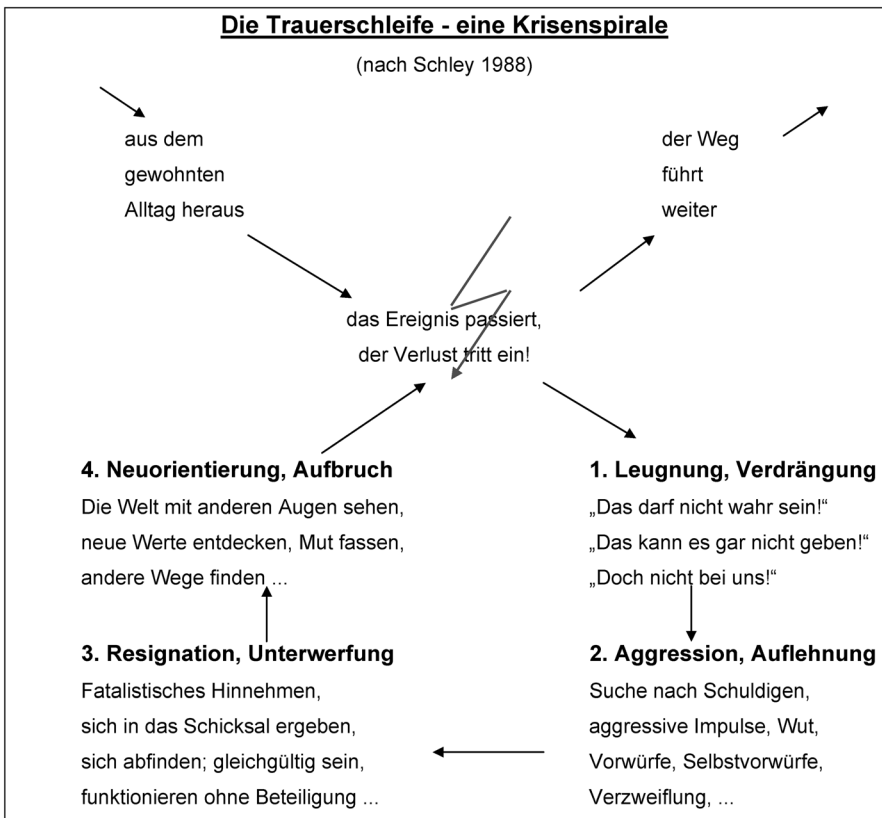 Die Trauerschleife - eine Krisenspirale
(nach Schley 1988)
aus dem
gewohnten
Alltag heraus
der Weg
führt
weiter
das Ereignis passiert,
der Verlust tritt ein!
1. Leugnung, Verdrängung
„Das darf nicht wahr sein!“
„Das kann es gar nicht geben!“
„Doch nicht bei uns!“
2. Aggression, Auflehnung
Suche nach Schuldigen,
aggressive Impulse, Wut,
Vorwürfe, Selbstvorwürfe,
Verzweiflung, ...
3. Resignation, Unterwerfung
Fatalistisches Hinnehmen,
sich in das Schicksal ergeben,
sich abfinden; gleichgültig sein,
funktionieren ohne Beteiligung ...
4. Neuorientierung, Aufbruch
Die Welt mit anderen Augen sehen,
neue Werte entdecken, Mut fassen,
andere Wege finden ...